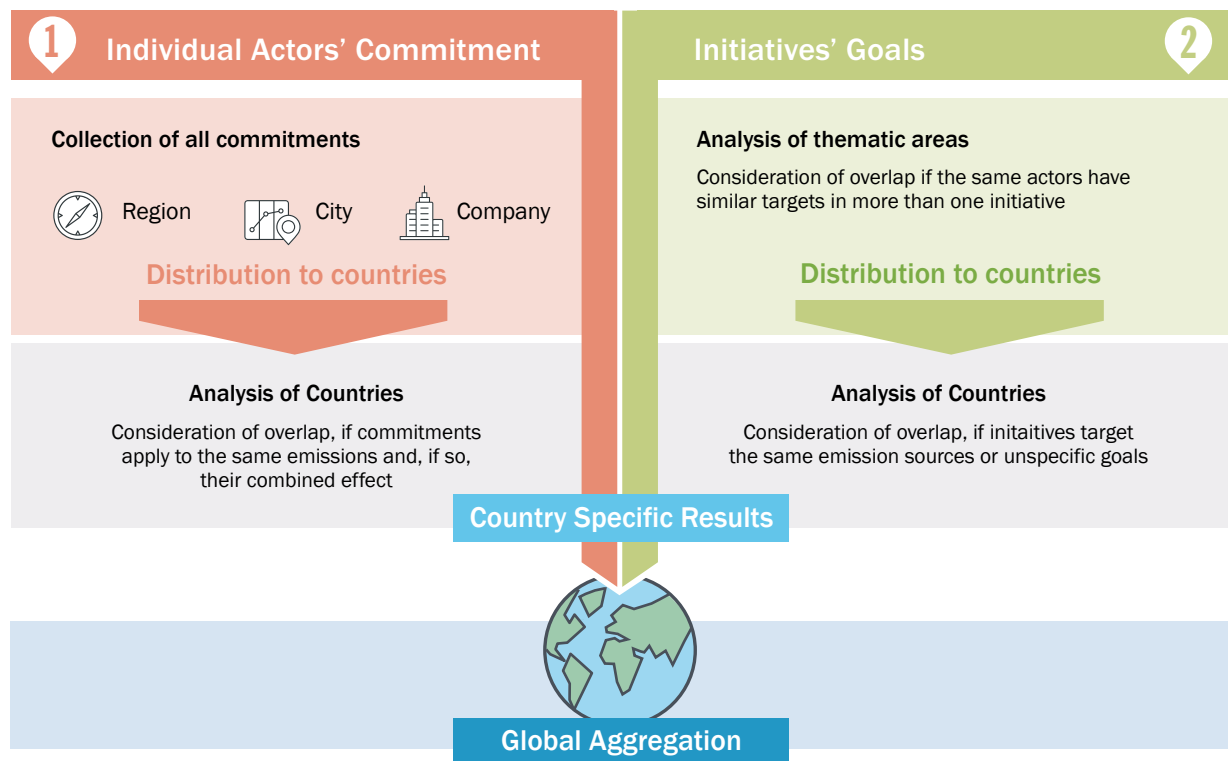 1
Individual Actors' Commitment
Collection of all commitments
Region
City
Company
Distribution to countries
Analysis of Countries
Consideration of overlap, if commitments
apply to the same emissions and, if so,
their combined effect
Initiatives' Goals
2
Analysis of thematic areas
Consideration of overlap if the same actors have
similar targets in more than one initiative
Distribution to countries
Analysis of Countries
Consideration of overlap, if initaitives target
the same emission sources or unspecific goals
Country Specific Results
Global Aggregation